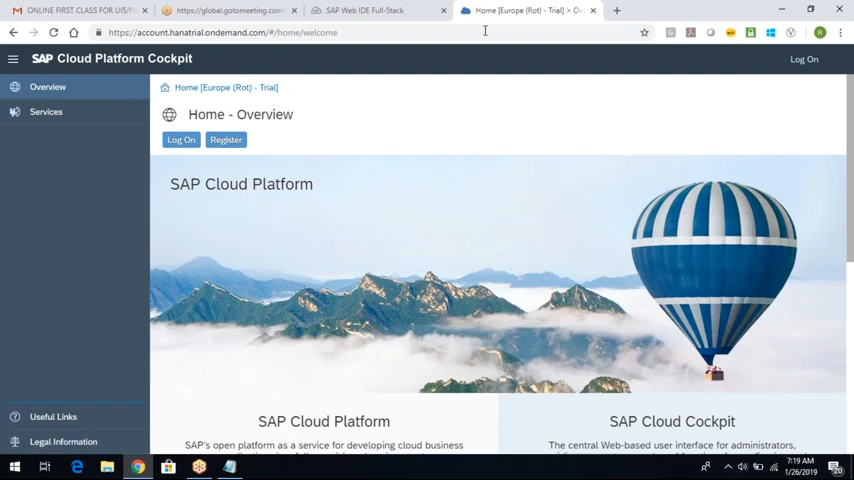 ONLINE FIRST CLASS FOR UI5/Fi
https://global.gotomeeting.com
SAP Web IDE Full-Stack
Home [Europe (Rot) - Trial] > Ov
https://account.hanatrial.ondemand.com/#/home/welcome
SAP Cloud Platform Cockpit
Log On
Overview
Services
Home [Europe (Rot) - Trial]
Home - Overview
Log On
Register
SAP Cloud Platform
SAP Cloud Platform
SAP Cloud Cockpit
SAP's open platform as a service for developing cloud business
The central Web-based user interface for administrators,
Useful Links
Legal Information
7:19 AM
1/26/2019
20